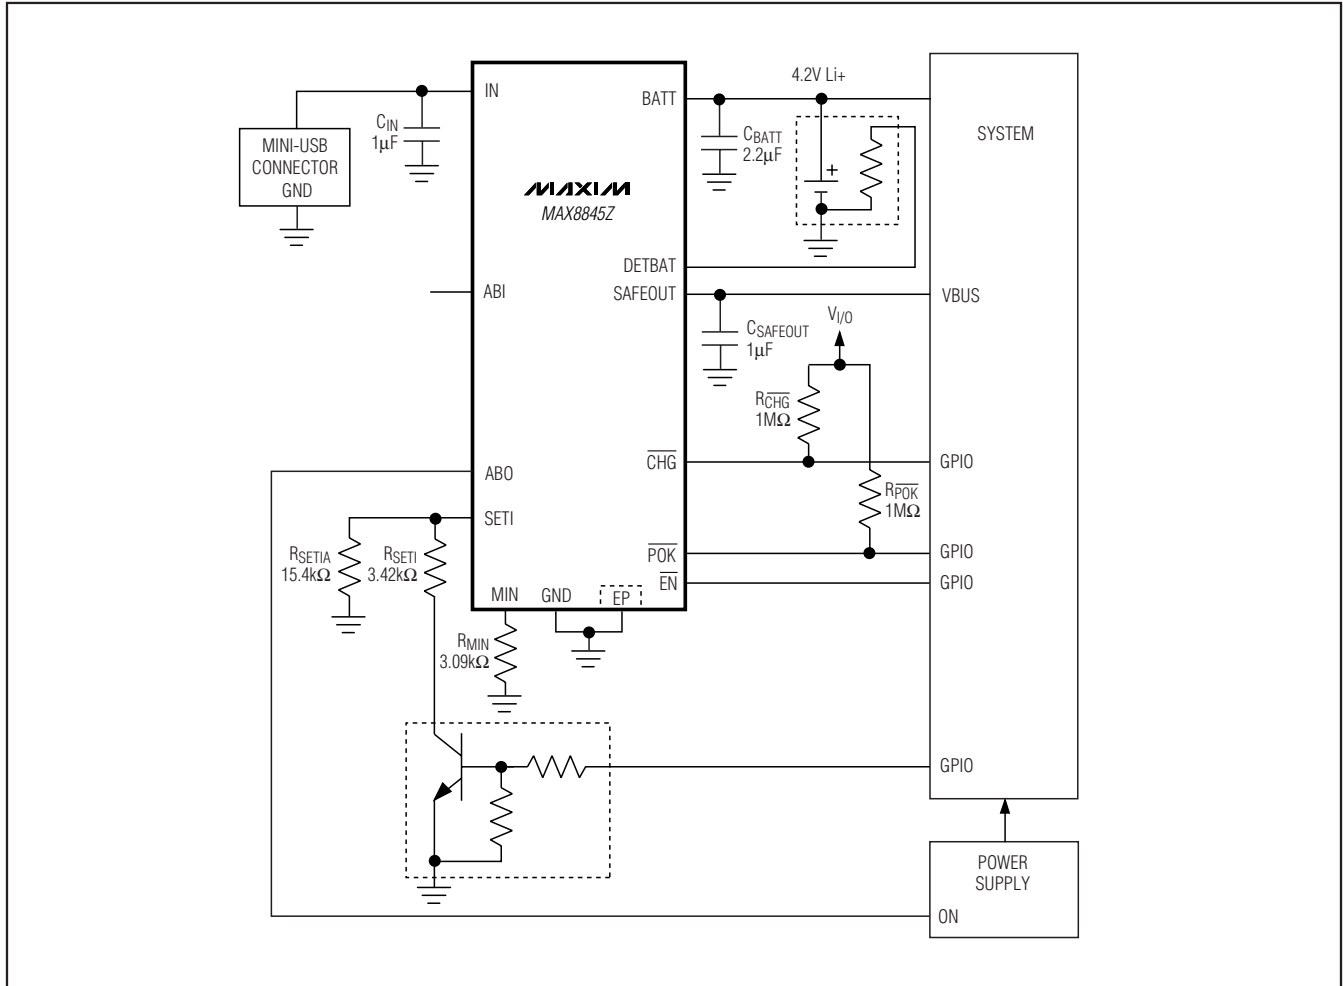 4.2V Li+
IN
BATT
SYSTEM
CIN
1µF
CBATT
2.2µF
MINI-USB
CONNECTOR
GND
+
MAXIM
MAX8845Z
DETBAT
ABI
SAFEOUT
VBUS
VI/O
CSAFEOUT
1µF
RCHG
1MΩ
ABO
CHG
GPIO
RPOK
1MΩ
SETI
RSETIA
15.4kΩ
RSETI
3.42kΩ
POK
GPIO
EN
GPIO
MIN
GND
EP
RMIN
3.09kΩ
GPIO
POWER
SUPPLY
ON